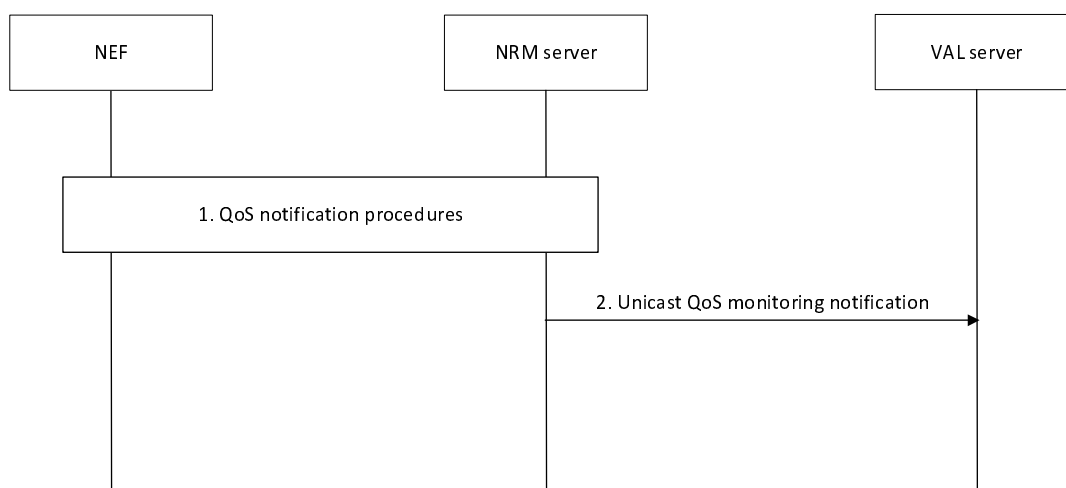 NEF
NRM server
VAL server
1. QoS notification procedures
2. Unicast QoS monitoring notification